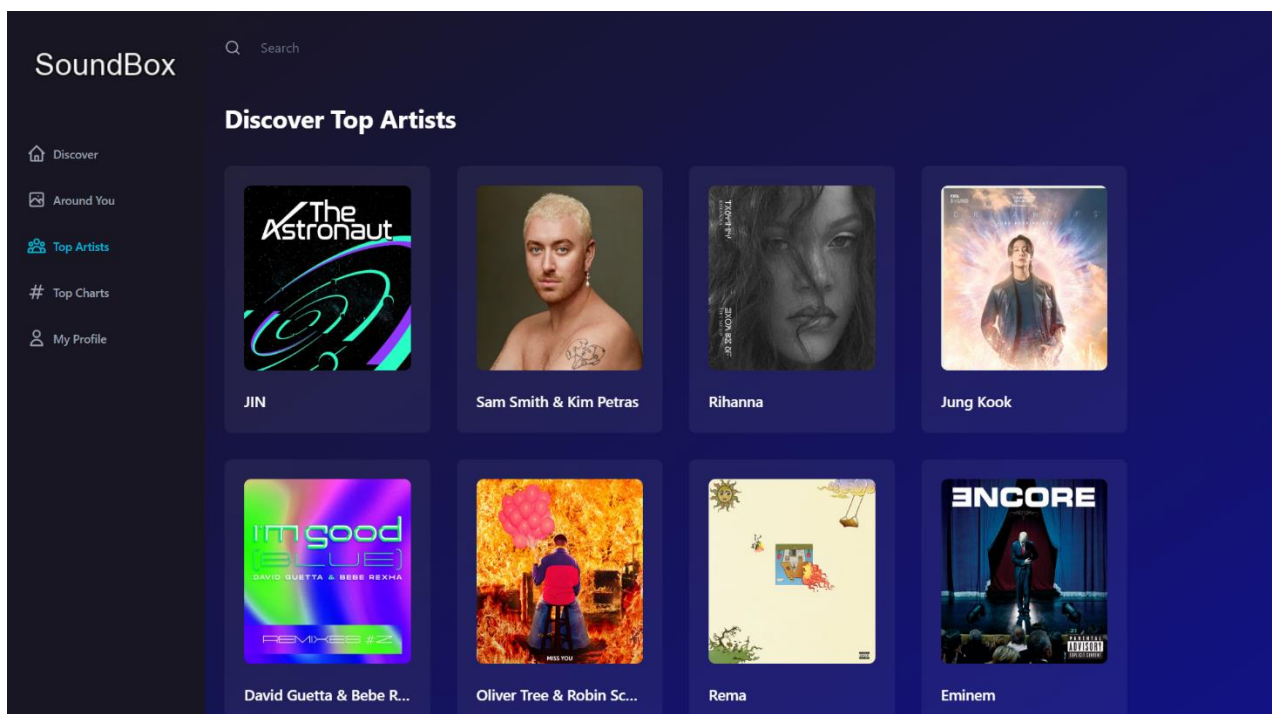 SoundBox
Search
Discover
Around You
Top Artists
Top Charts
My Profile
Discover Top Artists
The
Astronaut
JIN
Sam Smith & Kim Petras
Rihanna
Jung Kook
I'm good
(BLUE)
DAVID GUETTA & BEBE REXHA
REMIXES #2
David Guetta & Bebe R...
MISS YOU
Oliver Tree & Robin Sc...
Rema
ENCORE
PARENTAL
ADVISORY
EXPLICIT CONTENT
Eminem